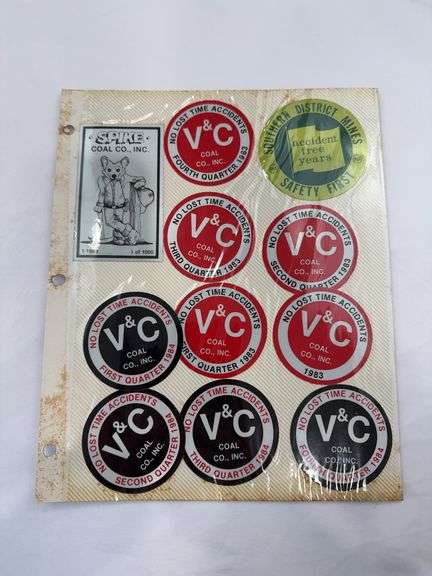 SPIKE
COAL CO., INC.
1 of 1000
NO LOST TIME ACCIDENTS
V&C
COAL
CO., INC.
FOURTH QUARTER 1983
SOUTHERN DISTRICT MINES
accident
free
years
SAFETY FIRST
NO LOST TIME ACCIDENTS
V&C
COAL
CO., INC.
THIRD QUARTER 1983
NO LOST TIME ACCIDENTS
V&C
COAL
CO., INC.
SECOND QUARTER 1983
NO LOST TIME ACCIDENTS
V&C
COAL
CO., INC.
FIRST QUARTER 1984
NO LOST TIME ACCIDENTS
V&C
COAL
CO., INC.
FIRST QUARTER 1983
NO LOST TIME ACCIDENTS
V&C
COAL
CO., INC.
1983
NO LOST TIME ACCIDENTS
V&C
COAL
CO., INC.
SECOND QUARTER 1984
NO LOST TIME ACCIDENTS
V&C
COAL
CO., INC.
THIRD QUARTER 1984
NO LOST TIME ACCIDENTS
V&C
COAL
CO., INC.
FOURTH QUARTER 1984